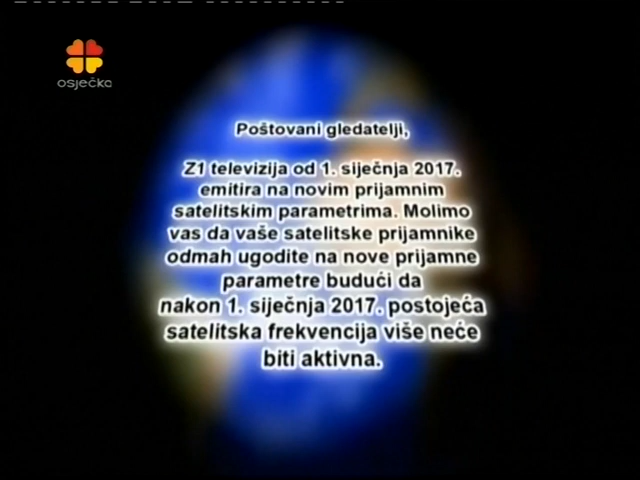 osječka
Poštovani gledatelji,
Z1 televizija od 1. siječnja 2017.
emitira na novim prijamnim
satelitskim parametrima. Molimo
vas da vaše satelitske prijamnike
odmah ugodite na nove prijamne
parametre budući da
nakon 1. siječnja 2017. postojeća
satelitska frekvencija više neće
biti aktivna.